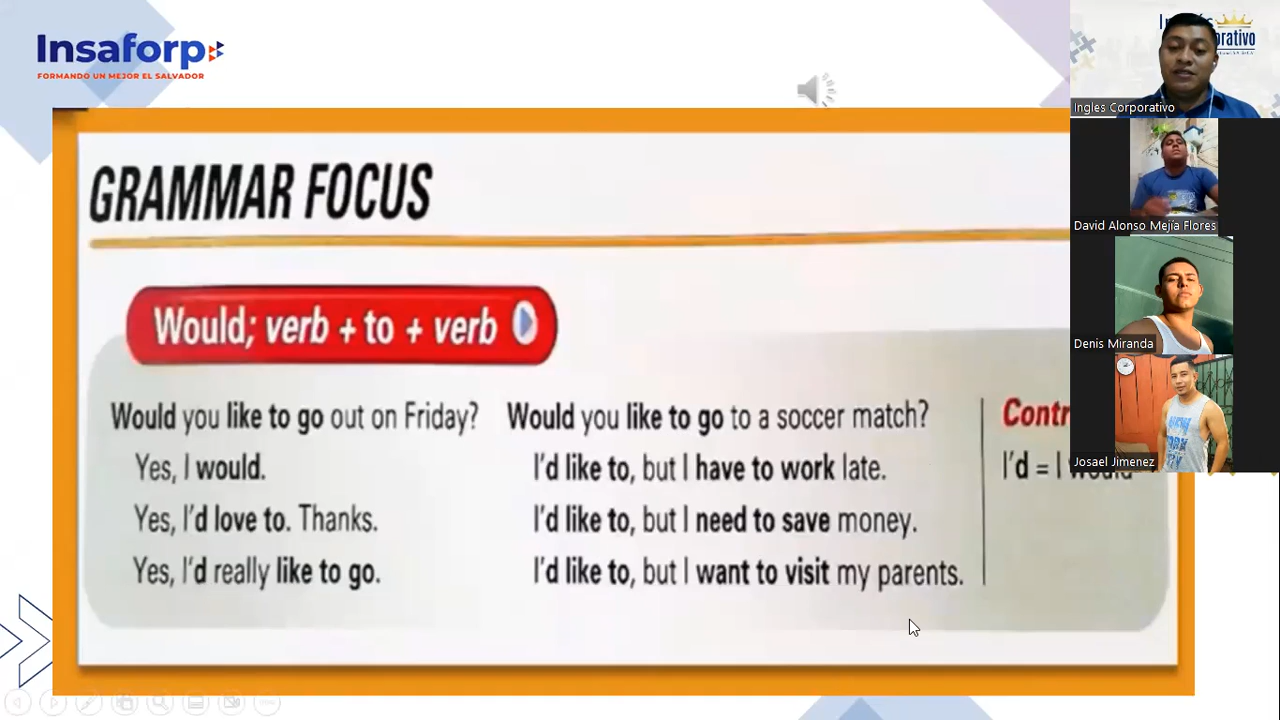 Insaforp
FORMANDO UN MEJOR EL SALVADOR
GRAMMAR FOCUS
Would; verb + to + verb
Would you like to go out on Friday?
Yes, I would.
Yes, I'd love to. Thanks.
Yes, I'd really like to go.
Would you like to go to a soccer match?
I'd like to, but I have to work late.
I'd like to, but I need to save money.
I'd like to, but I want to visit my parents.
Contr
I'd = I would
Ingles Corporativo
David Alonso Mejía Flores
Denis Miranda
Josael Jimenez